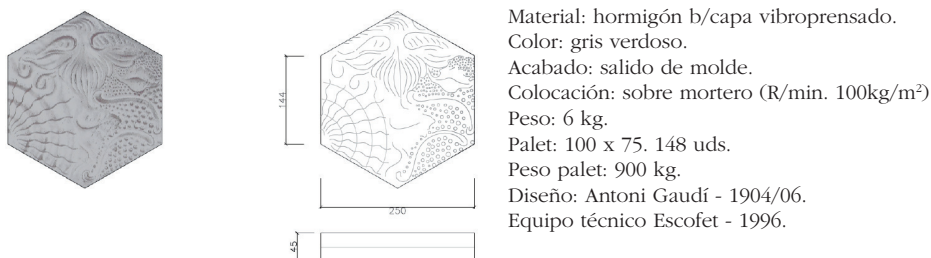 Material: hormigón b/capa vibroprensado.
Color: gris verdoso.
Acabado: salido de molde.
Colocación: sobre mortero (R/min. 100kg/m²)
Peso: 6 kg.
Palet: 100 x 75. 148 uds.
Peso palet: 900 kg.
Diseño: Antoni Gaudí - 1904/06.
Equipo técnico Escofet - 1996.
144
250
45